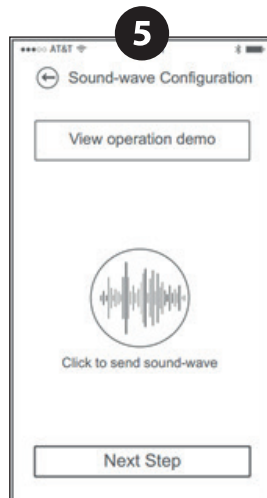 5
●●●○○ AT&T
Sound-wave Configuration
View operation demo
Click to send sound-wave
Next Step